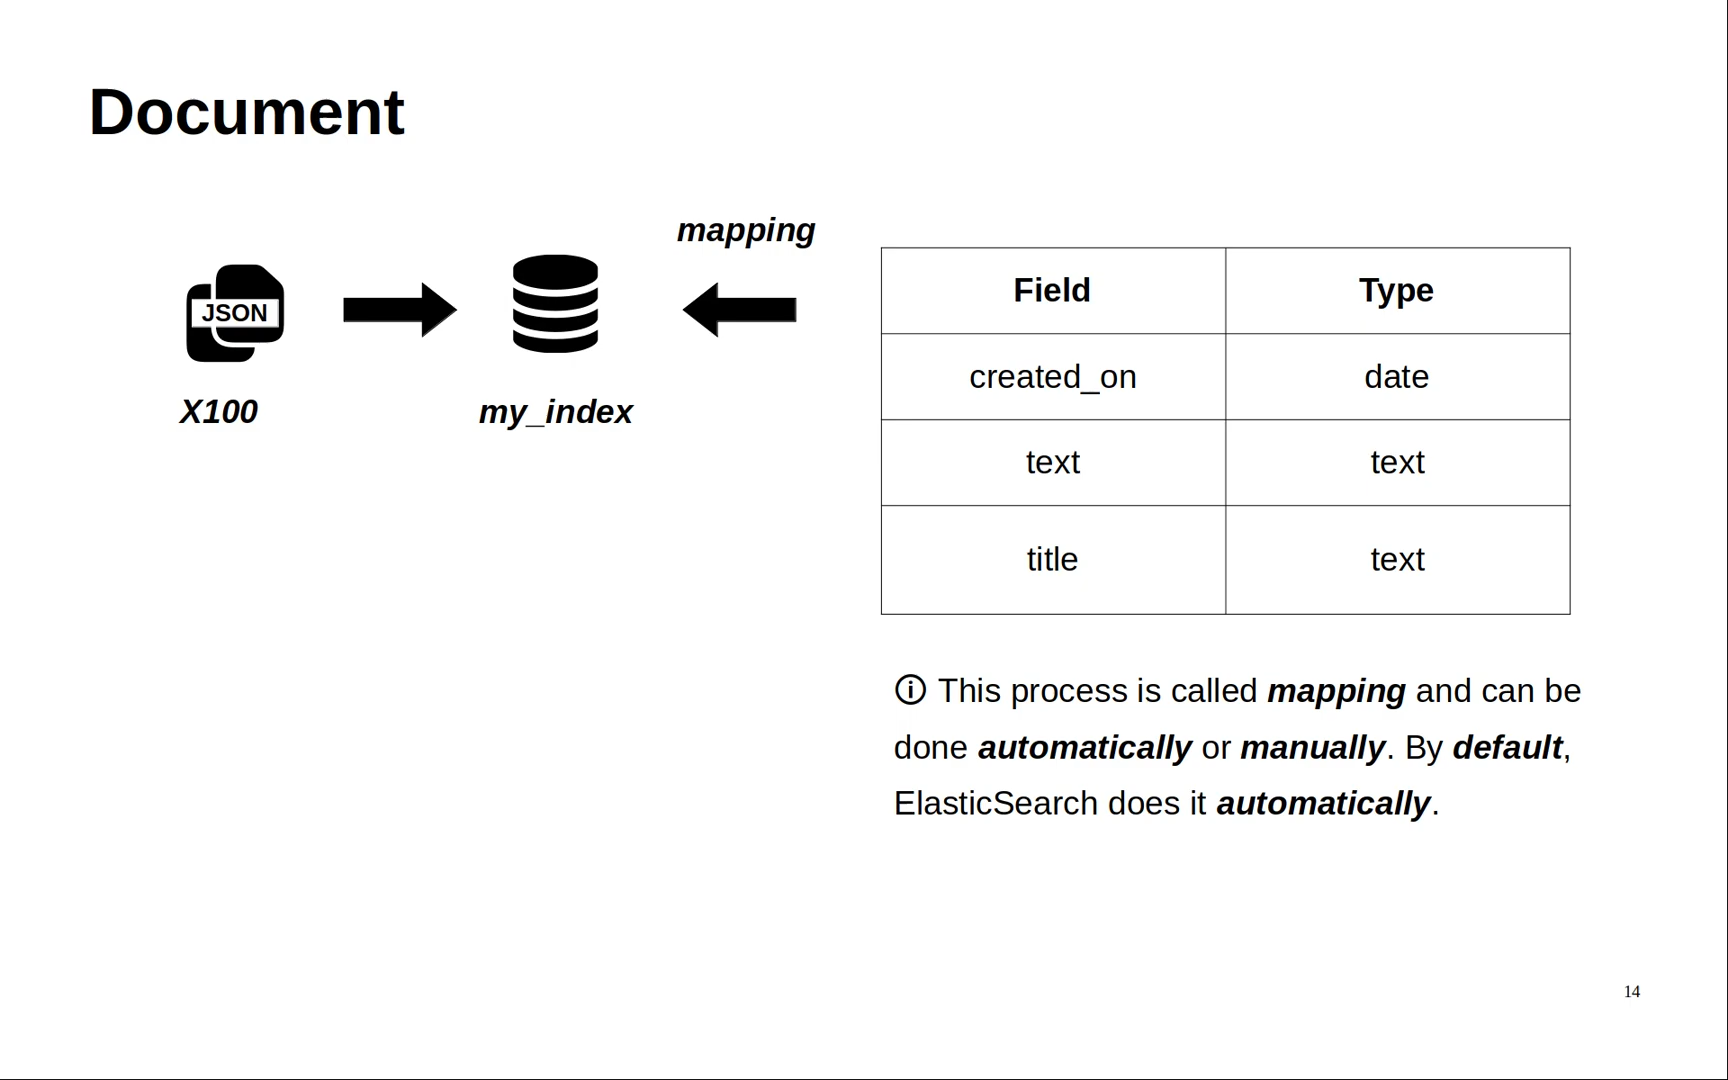 Document
mapping
JSON
X100
my_index
Field Type
created_on date
text text
title text
This process is called mapping and can be
done automatically or manually. By default,
ElasticSearch does it automatically.
14